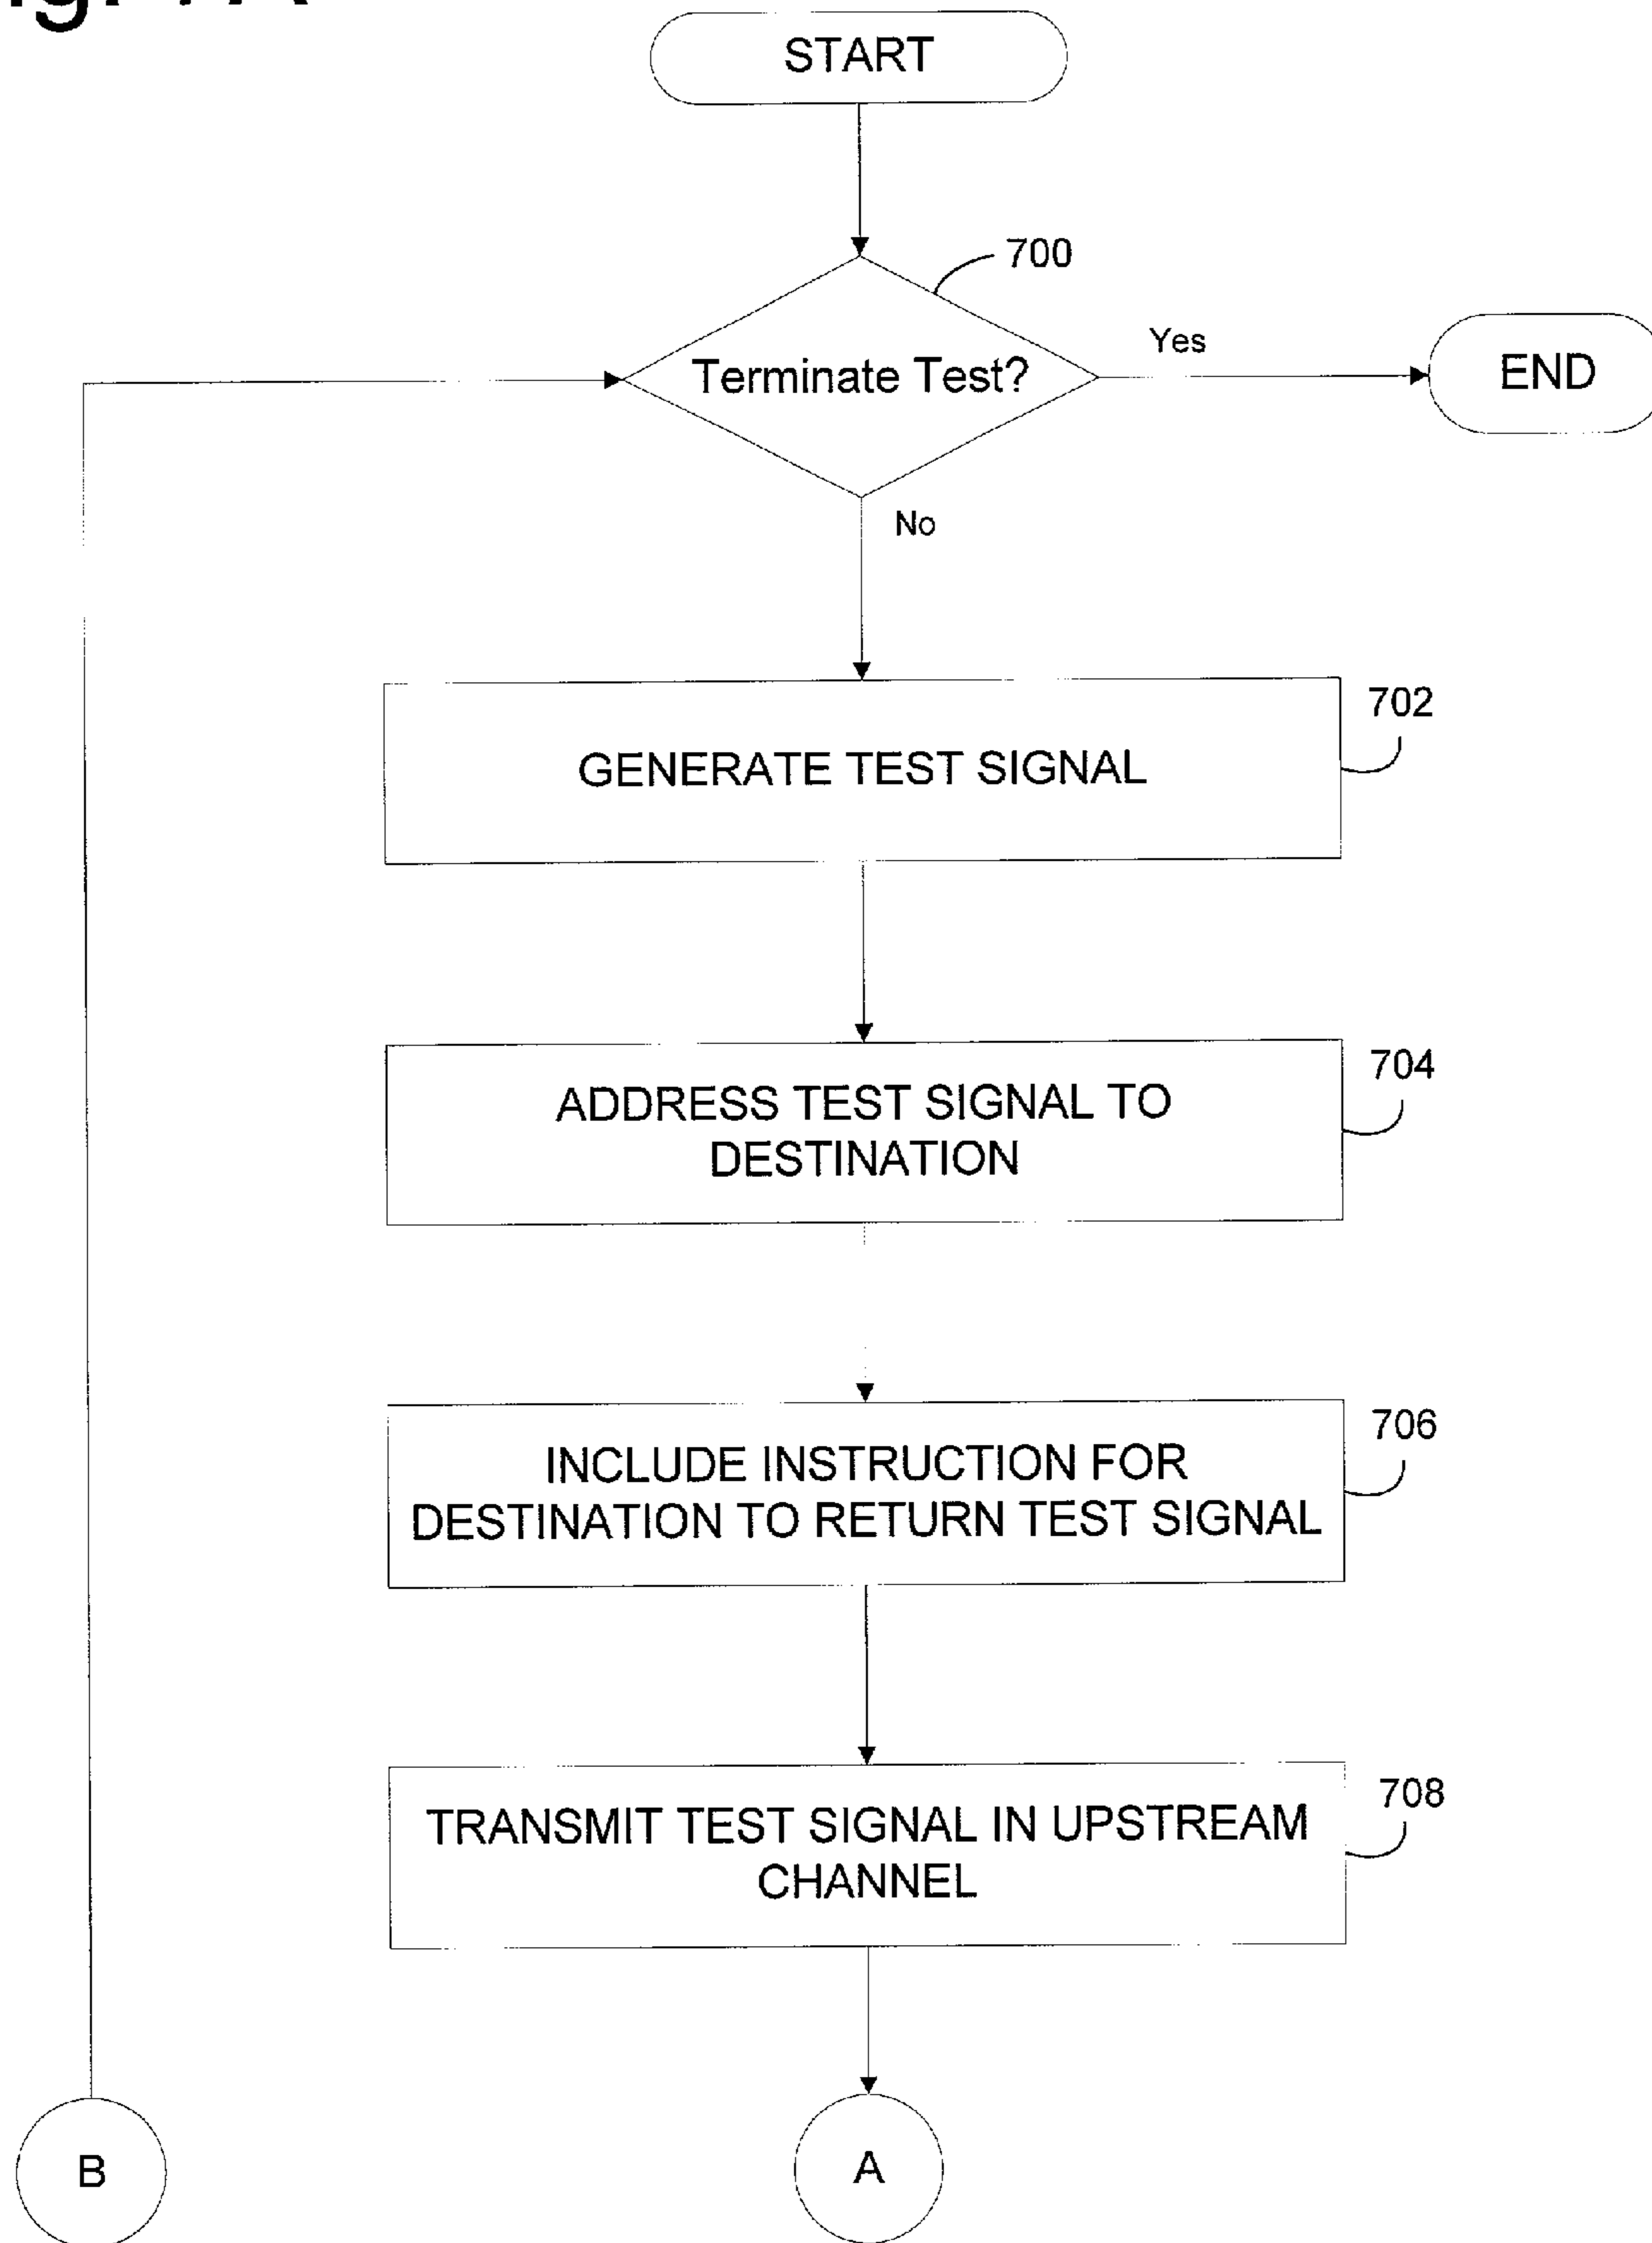 START
700
Terminate Test?
Yes
END
No
702
GENERATE TEST SIGNAL
704
ADDRESS TEST SIGNAL TO
DESTINATION
706
INCLUDE INSTRUCTION FOR
DESTINATION TO RETURN TEST SIGNAL
708
TRANSMIT TEST SIGNAL IN UPSTREAM
CHANNEL
B
A